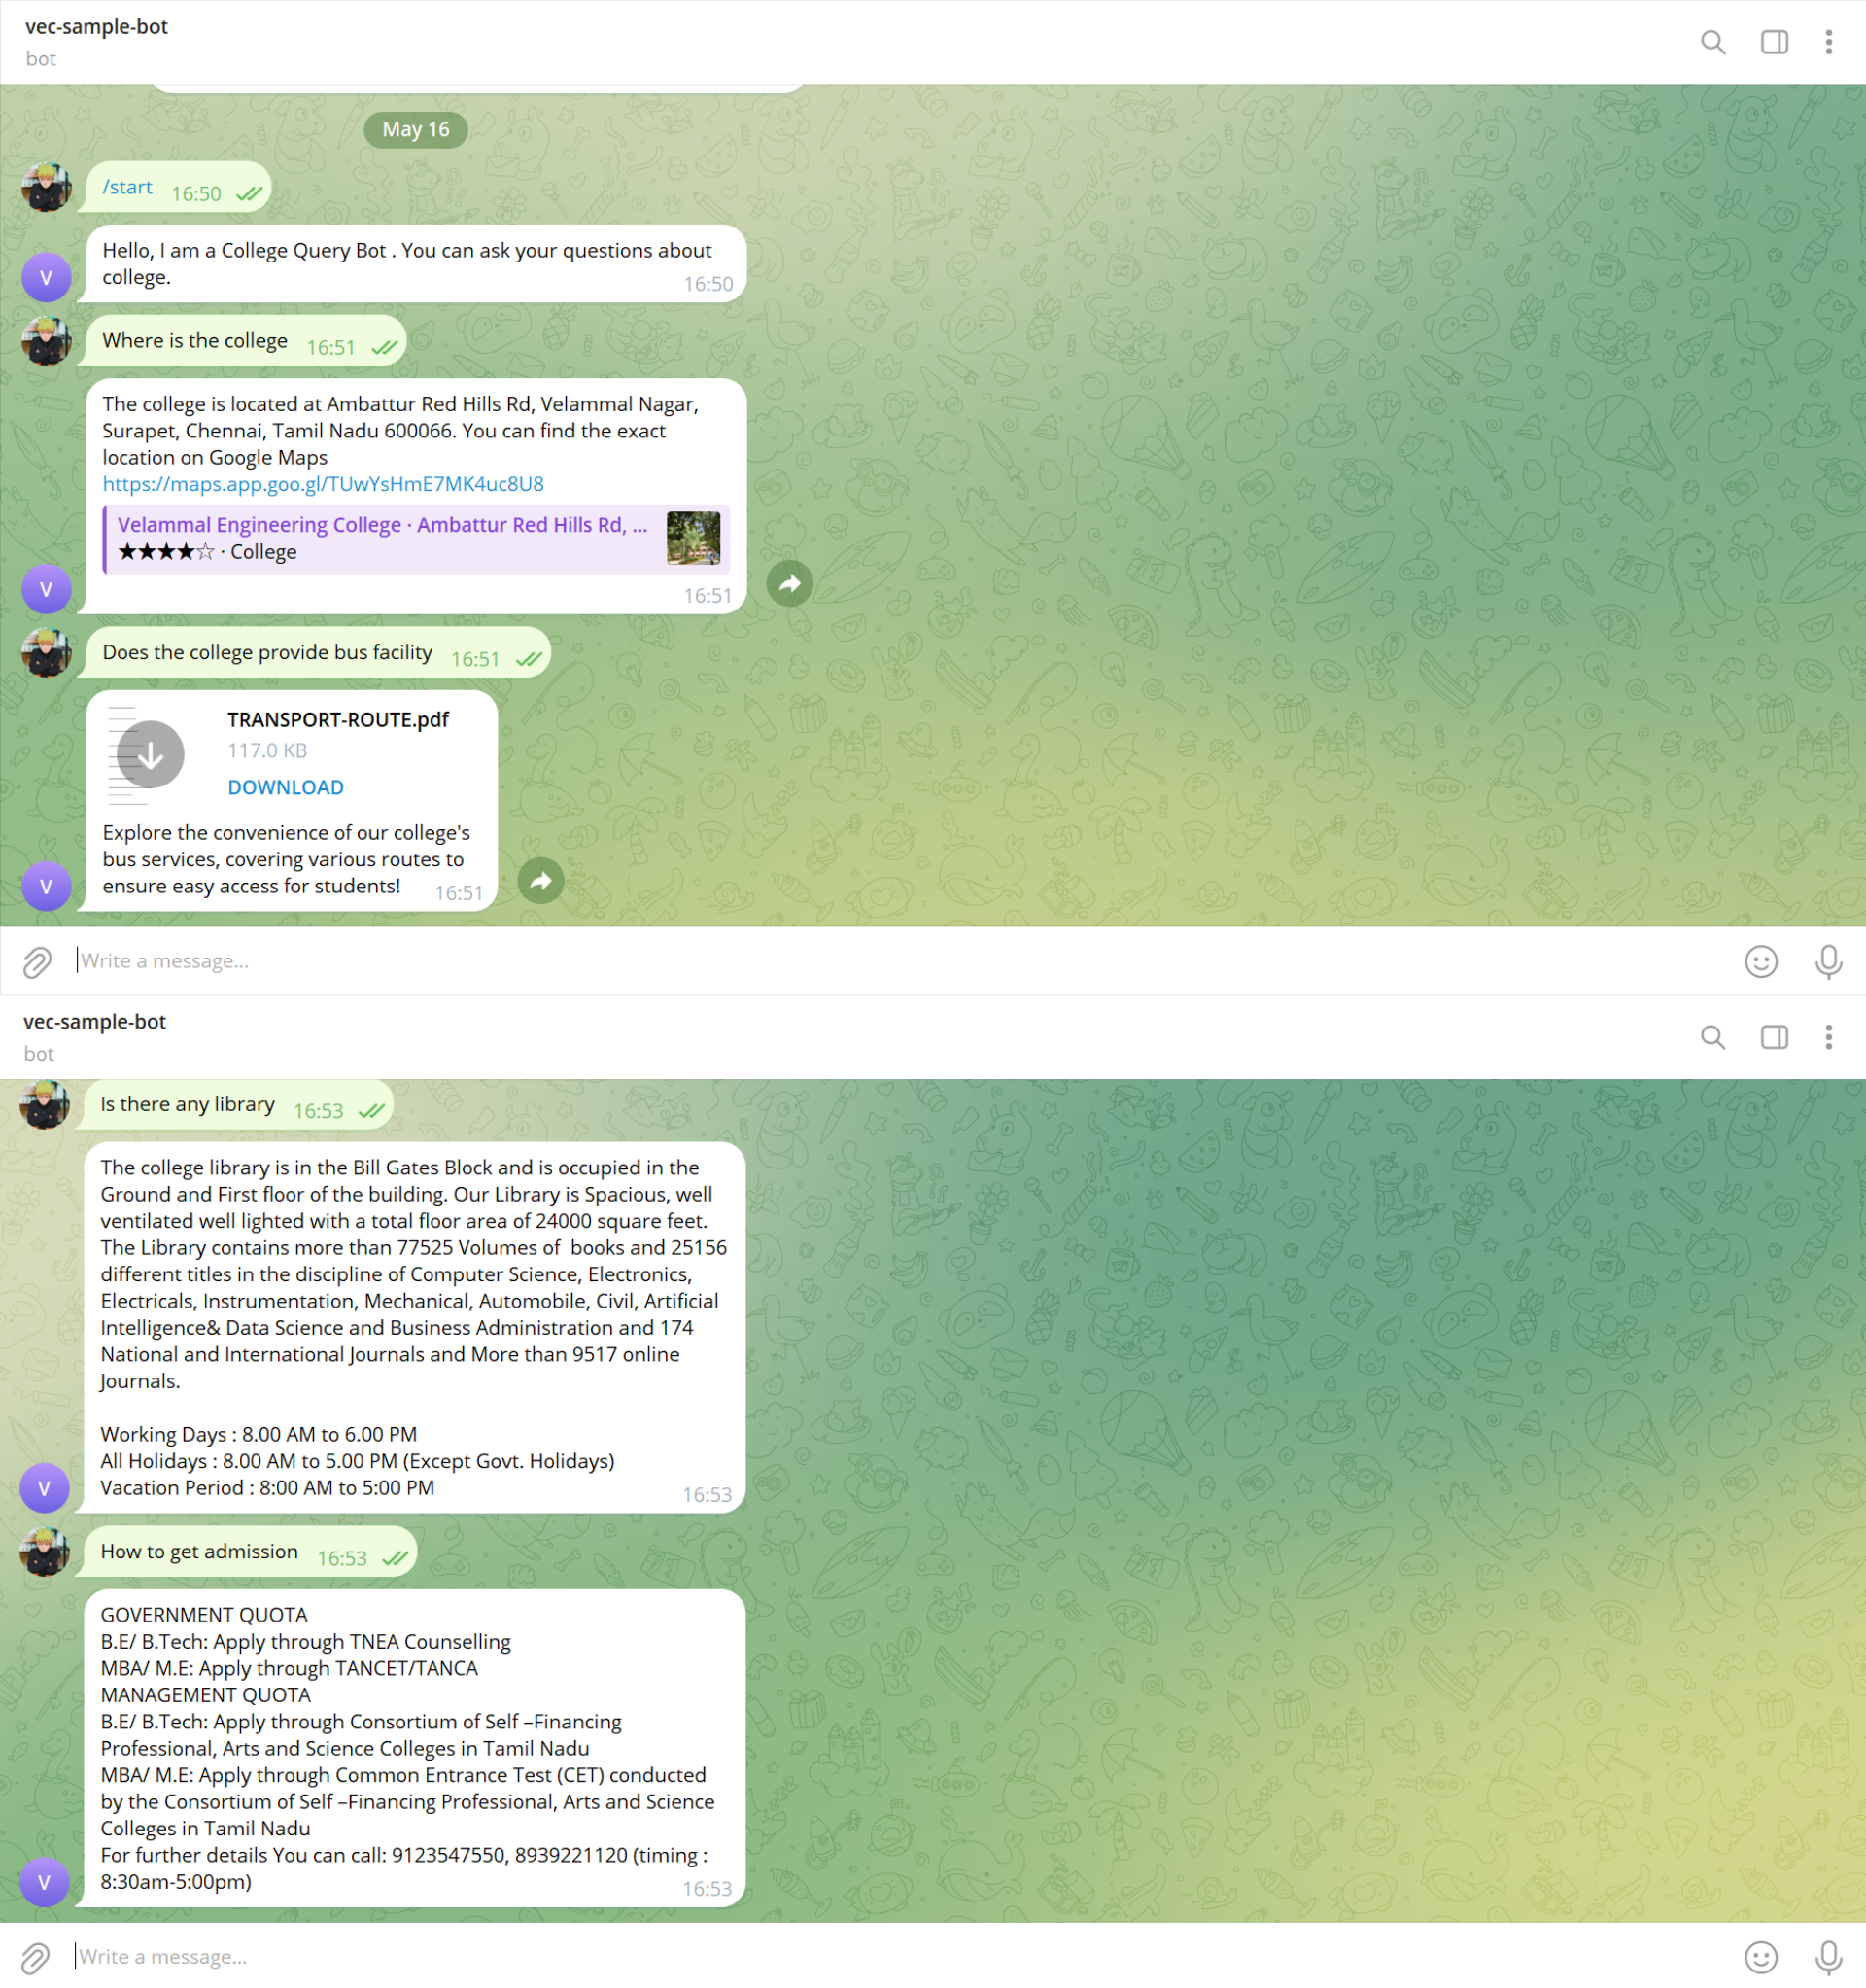 vec-sample-bot
bot
May 16
/start 16:50
Hello, I am a College Query Bot . You can ask your questions about
college. 16:50
Where is the college 16:51
The college is located at Ambattur Red Hills Rd, Velammal Nagar,
Surapet, Chennai, Tamil Nadu 600066. You can find the exact
location on Google Maps
https://maps.app.goo.gl/TUwYsHmE7MK4uc8U8
Velammal Engineering College · Ambattur Red Hills Rd, ...
★★★★☆ · College
V 16:51
Does the college provide bus facility 16:51
TRANSPORT-ROUTE.pdf
117.0 KB
DOWNLOAD
Explore the convenience of our college's
bus services, covering various routes to
V ensure easy access for students! 16:51
Write a message...
vec-sample-bot
bot
Is there any library 16:53
The college library is in the Bill Gates Block and is occupied in the
Ground and First floor of the building. Our Library is Spacious, well
ventilated well lighted with a total floor area of 24000 square feet.
The Library contains more than 77525 Volumes of  books and 25156
different titles in the discipline of Computer Science, Electronics,
Electricals, Instrumentation, Mechanical, Automobile, Civil, Artificial
Intelligence& Data Science and Business Administration and 174
National and International Journals and More than 9517 online
Journals.
Working Days : 8.00 AM to 6.00 PM
All Holidays : 8.00 AM to 5.00 PM (Except Govt. Holidays)
V Vacation Period : 8:00 AM to 5:00 PM 16:53
How to get admission 16:53
GOVERNMENT QUOTA
B.E/ B.Tech: Apply through TNEA Counselling
MBA/ M.E: Apply through TANCET/TANCA
MANAGEMENT QUOTA
B.E/ B.Tech: Apply through Consortium of Self –Financing
Professional, Arts and Science Colleges in Tamil Nadu
MBA/ M.E: Apply through Common Entrance Test (CET) conducted
by the Consortium of Self –Financing Professional, Arts and Science
Colleges in Tamil Nadu
For further details You can call: 9123547550, 8939221120 (timing :
V 8:30am-5:00pm) 16:53
Write a message...